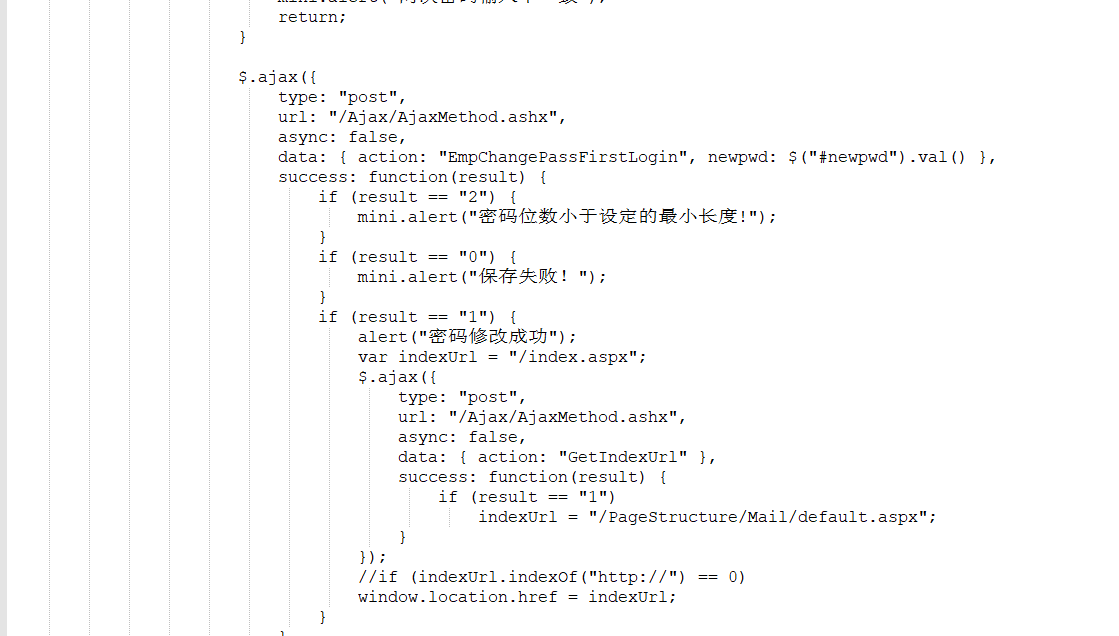 return;
}
$.ajax({
type: "post",
url: "/Ajax/AjaxMethod.ashx",
async: false,
data: { action: "EmpChangePassFirstLogin", newpwd: $("#newpwd").val() },
success: function(result) {
if (result == "2") {
mini.alert("密码位数小于设定的最小长度!");
}
if (result == "0") {
mini.alert("保存失败！");
}
if (result == "1") {
alert("密码修改成功");
var indexUrl = "/index.aspx";
$.ajax({
type: "post",
url: "/Ajax/AjaxMethod.ashx",
async: false,
data: { action: "GetIndexUrl" },
success: function(result) {
if (result == "1")
indexUrl = "/PageStructure/Mail/default.aspx";
}
});
//if (indexUrl.indexOf("http://") == 0)
window.location.href = indexUrl;
}